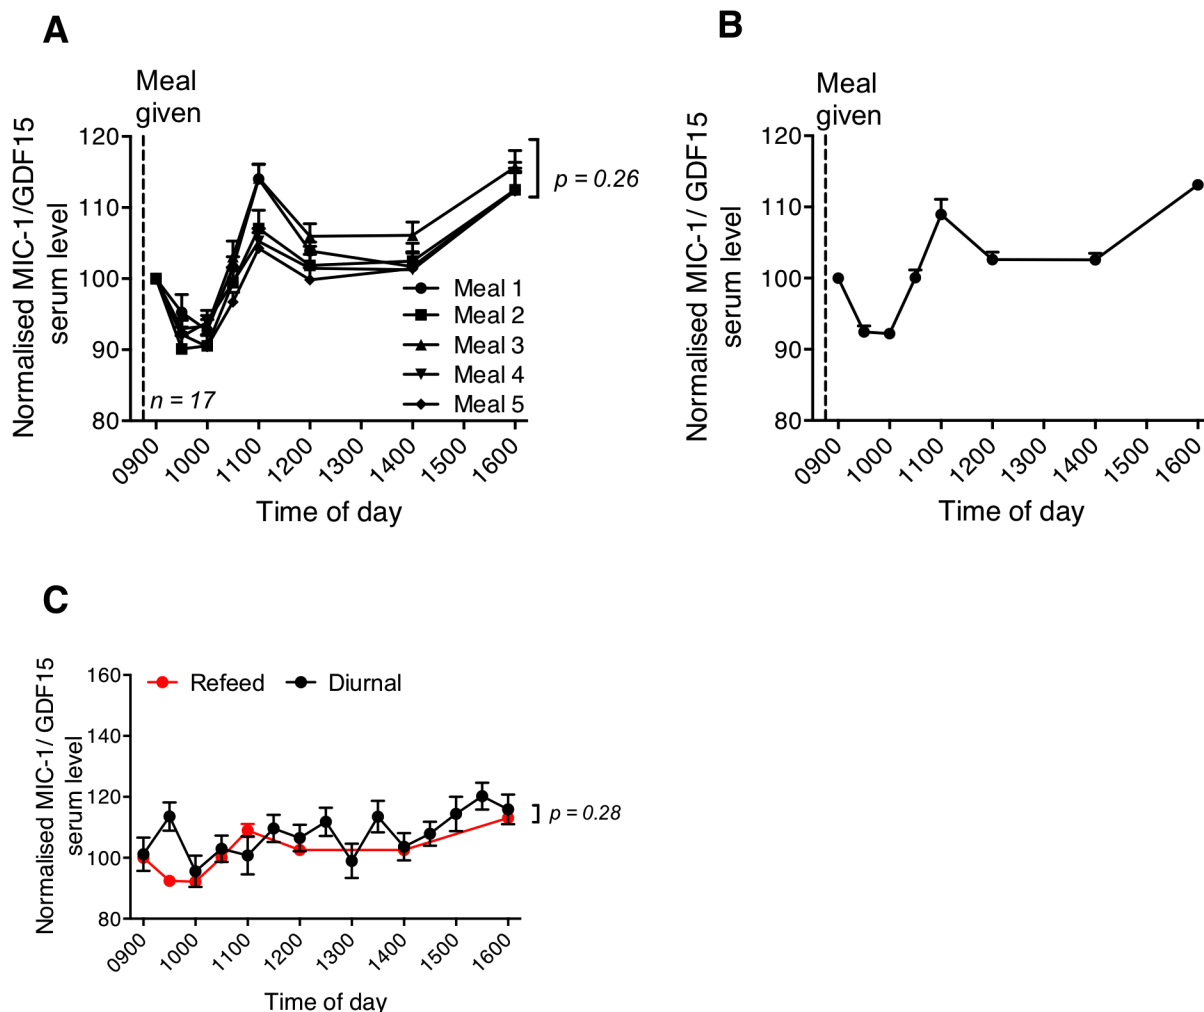 A
Meal
given
Normalised MIC-1/GDF15
serum level
120
110
100
90
80
p = 0.26
Meal 1
Meal 2
Meal 3
Meal 4
Meal 5
n = 17
0900
1000
1100
1200
1300
1400
1500
1600
Time of day
B
Meal
given
Normalised MIC-1/ GDF15
serum level
120
110
100
90
80
0900
1000
1100
1200
1300
1400
1500
1600
Time of day
C
Normalised MIC-1/ GDF15
serum level
160
140
120
100
80
Refeed
Diurnal
p = 0.28
0900
1000
1100
1200
1300
1400
1500
1600
Time of day